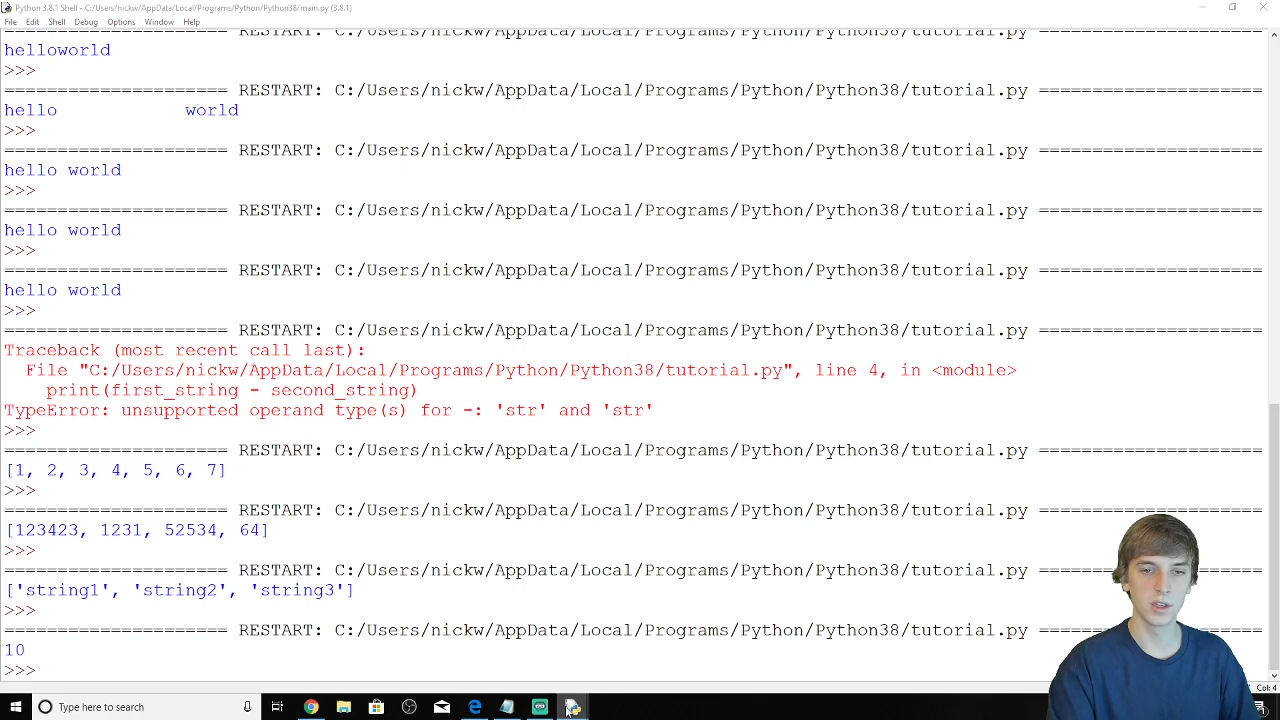 Python 3.8.1 Shell - C:/Users/nickw/AppData/Local/Programs/Python/Python38/main.py (3.8.1)
File Edit Shell Debug Options Window Help
===================== RESTART: C:/Users/nickw/AppData/Local/Programs/Python/Python38/tutorial.py =====================
helloworld
>>>
===================== RESTART: C:/Users/nickw/AppData/Local/Programs/Python/Python38/tutorial.py =====================
hello            world
>>>
===================== RESTART: C:/Users/nickw/AppData/Local/Programs/Python/Python38/tutorial.py =====================
hello world
>>>
===================== RESTART: C:/Users/nickw/AppData/Local/Programs/Python/Python38/tutorial.py =====================
hello world
>>>
===================== RESTART: C:/Users/nickw/AppData/Local/Programs/Python/Python38/tutorial.py =====================
hello world
>>>
===================== RESTART: C:/Users/nickw/AppData/Local/Programs/Python/Python38/tutorial.py =====================
Traceback (most recent call last):
  File "C:/Users/nickw/AppData/Local/Programs/Python/Python38/tutorial.py", line 4, in <module>
    print(first_string - second_string)
TypeError: unsupported operand type(s) for -: 'str' and 'str'
>>>
===================== RESTART: C:/Users/nickw/AppData/Local/Programs/Python/Python38/tutorial.py =====================
[1, 2, 3, 4, 5, 6, 7]
>>>
===================== RESTART: C:/Users/nickw/AppData/Local/Programs/Python/Python38/tutorial.py =====================
[123423, 1231, 52534, 64]
>>>
===================== RESTART: C:/Users/nickw/AppData/Local/Programs/Python/Python38/tutorial.py =====================
['string1', 'string2', 'string3']
>>>
===================== RESTART: C:/Users/nickw/AppData/Local/Programs/Python/Python38/tutorial.py =====================
10
>>>
Col: 4
Type here to search